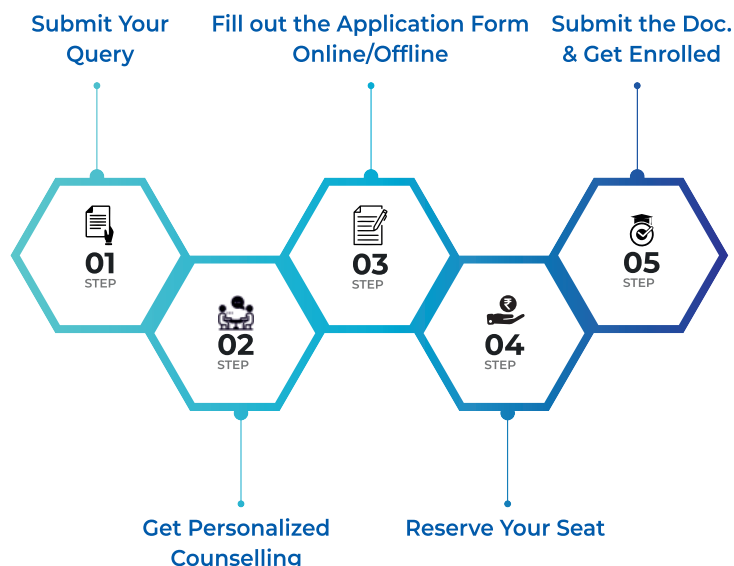 Submit Your
Query
Fill out the Application Form
Online/Offline
Submit the Doc.
& Get Enrolled
01
STEP
02
STEP
03
STEP
₹
04
STEP
05
STEP
Get Personalized
Counselling
Reserve Your Seat